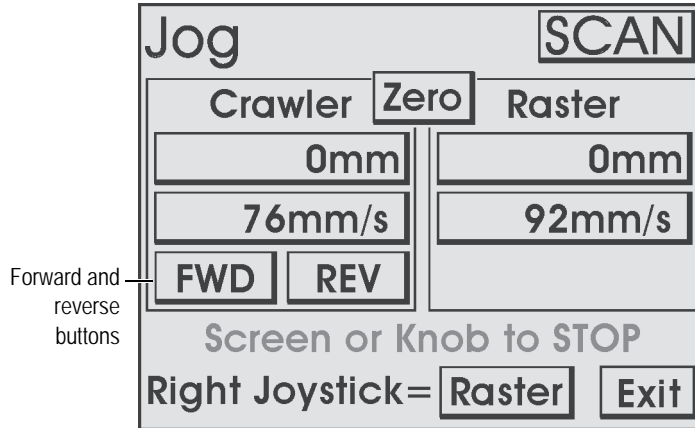 Jog SCAN
Crawler Zero Raster
0mm 0mm
76mm/s 92mm/s
FWD REV
Forward and
reverse
buttons
Screen or Knob to STOP
Right Joystick= Raster Exit